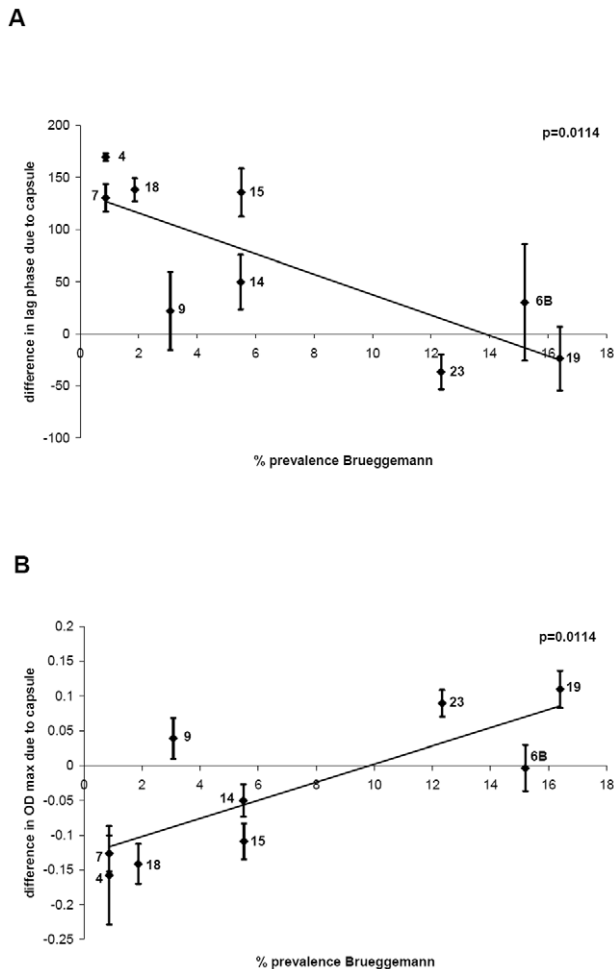 A
difference in lag phase due to capsule
200
150
100
50
0
-50
-100
0 2 4 6 8 10 12 14 16 18
p=0.0114
4
7
18
15
14
9
6B
23
19
% prevalence Brueggemann
B
difference in OD max due to capsule
0.2
0.15
0.1
0.05
0
-0.05
-0.1
-0.15
-0.2
-0.25
0 2 4 6 8 10 12 14 16 18
p=0.0114
19
23
9
6B
14
15
7
18
4
% prevalence Brueggemann